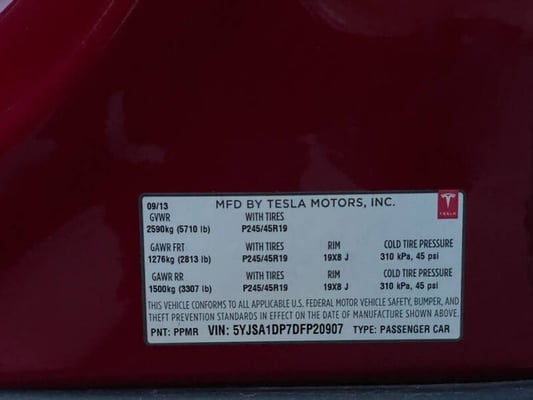 09/13 MFD BY TESLA MOTORS, INC.
GVWR WITH TIRES
2590kg (5710 lb) P245/45R19
TESLA
GAWR FRT WITH TIRES RIM COLD TIRE PRESSURE
1276kg (2813 lb) P245/45R19 19X8 J 310 kPa, 45 psi
GAWR RR WITH TIRES RIM COLD TIRE PRESSURE
1500kg (3307 lb) P245/45R19 19X8 J 310 kPa, 45 psi
THIS VEHICLE CONFORMS TO ALL APPLICABLE U.S. FEDERAL MOTOR VEHICLE SAFETY, BUMPER, AND
THEFT PREVENTION STANDARDS IN EFFECT ON THE DATE OF MANUFACTURE SHOWN ABOVE.
PNT: PPMR VIN: 5YJSA1DP7DFP20907 TYPE: PASSENGER CAR